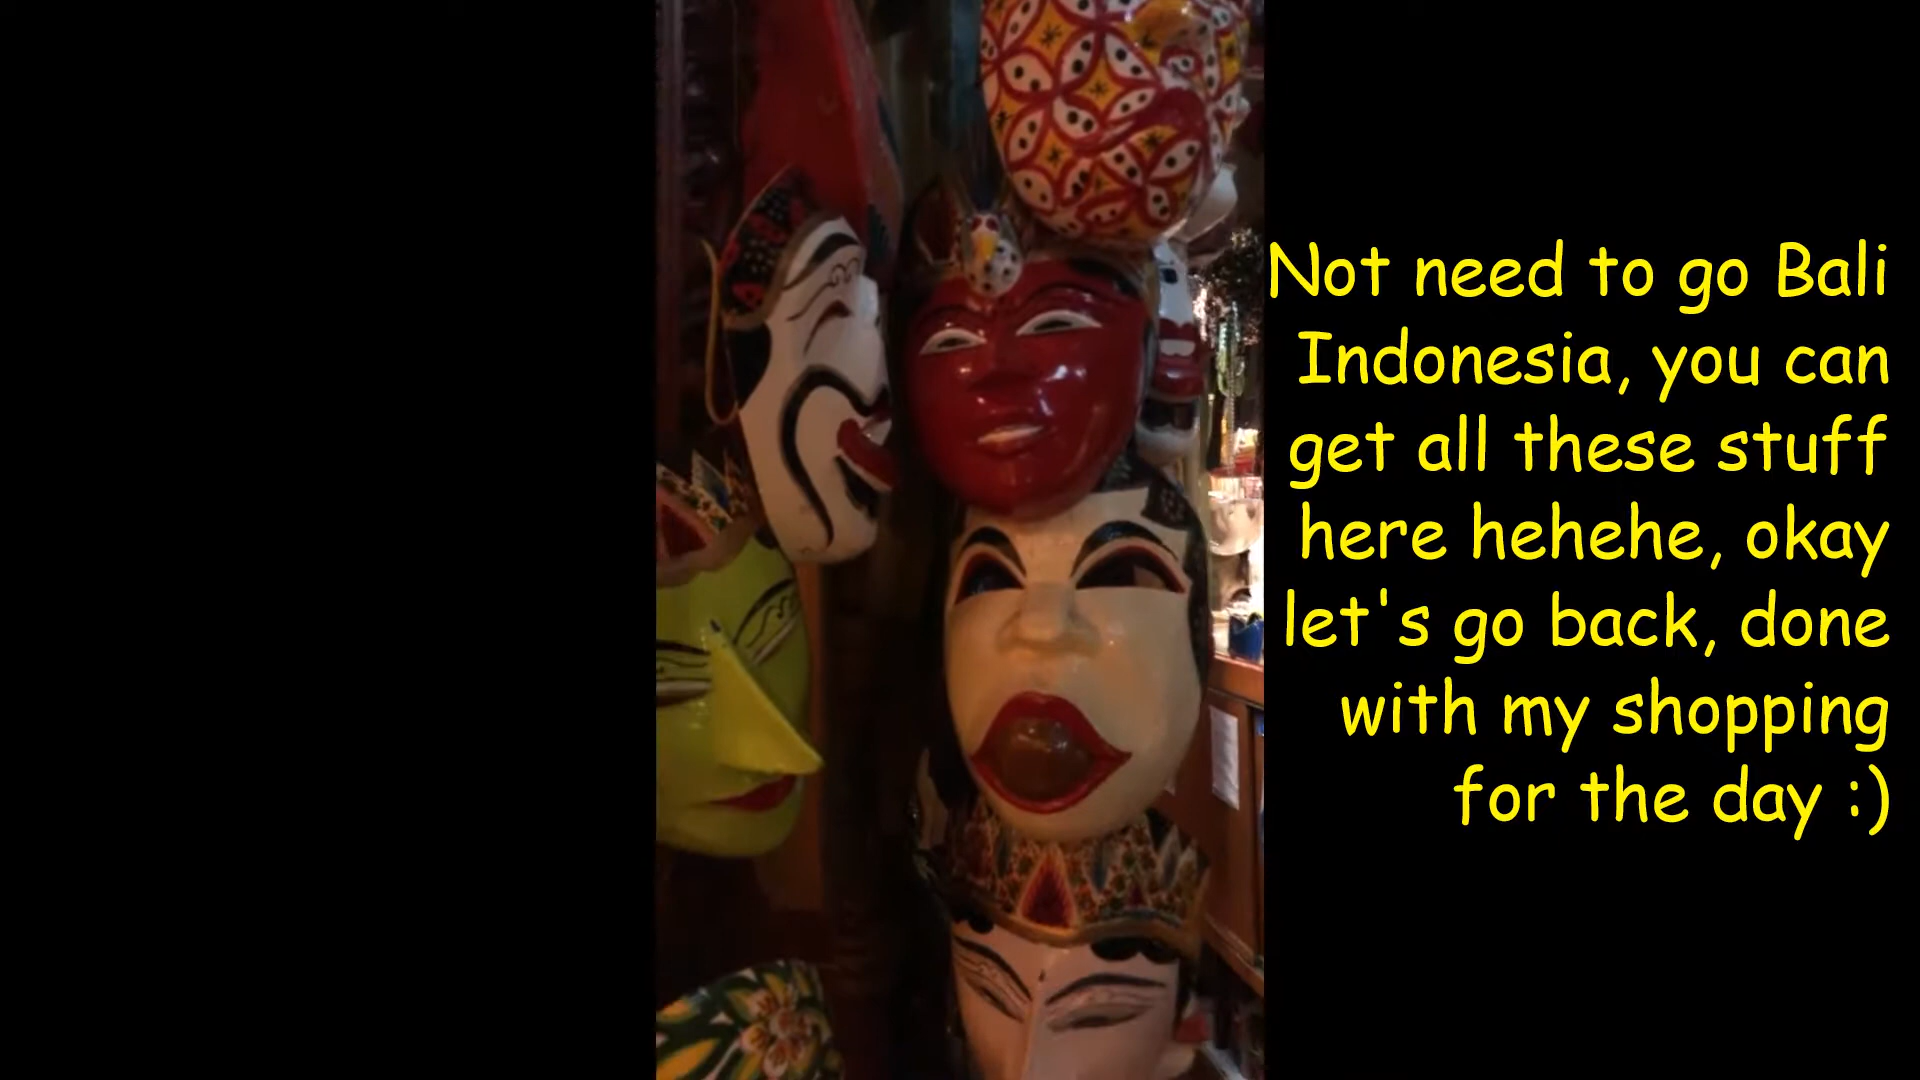 Not need to go Bali
Indonesia, you can
get all these stuff
here hehehe, okay
let's go back, done
with my shopping
for the day :)